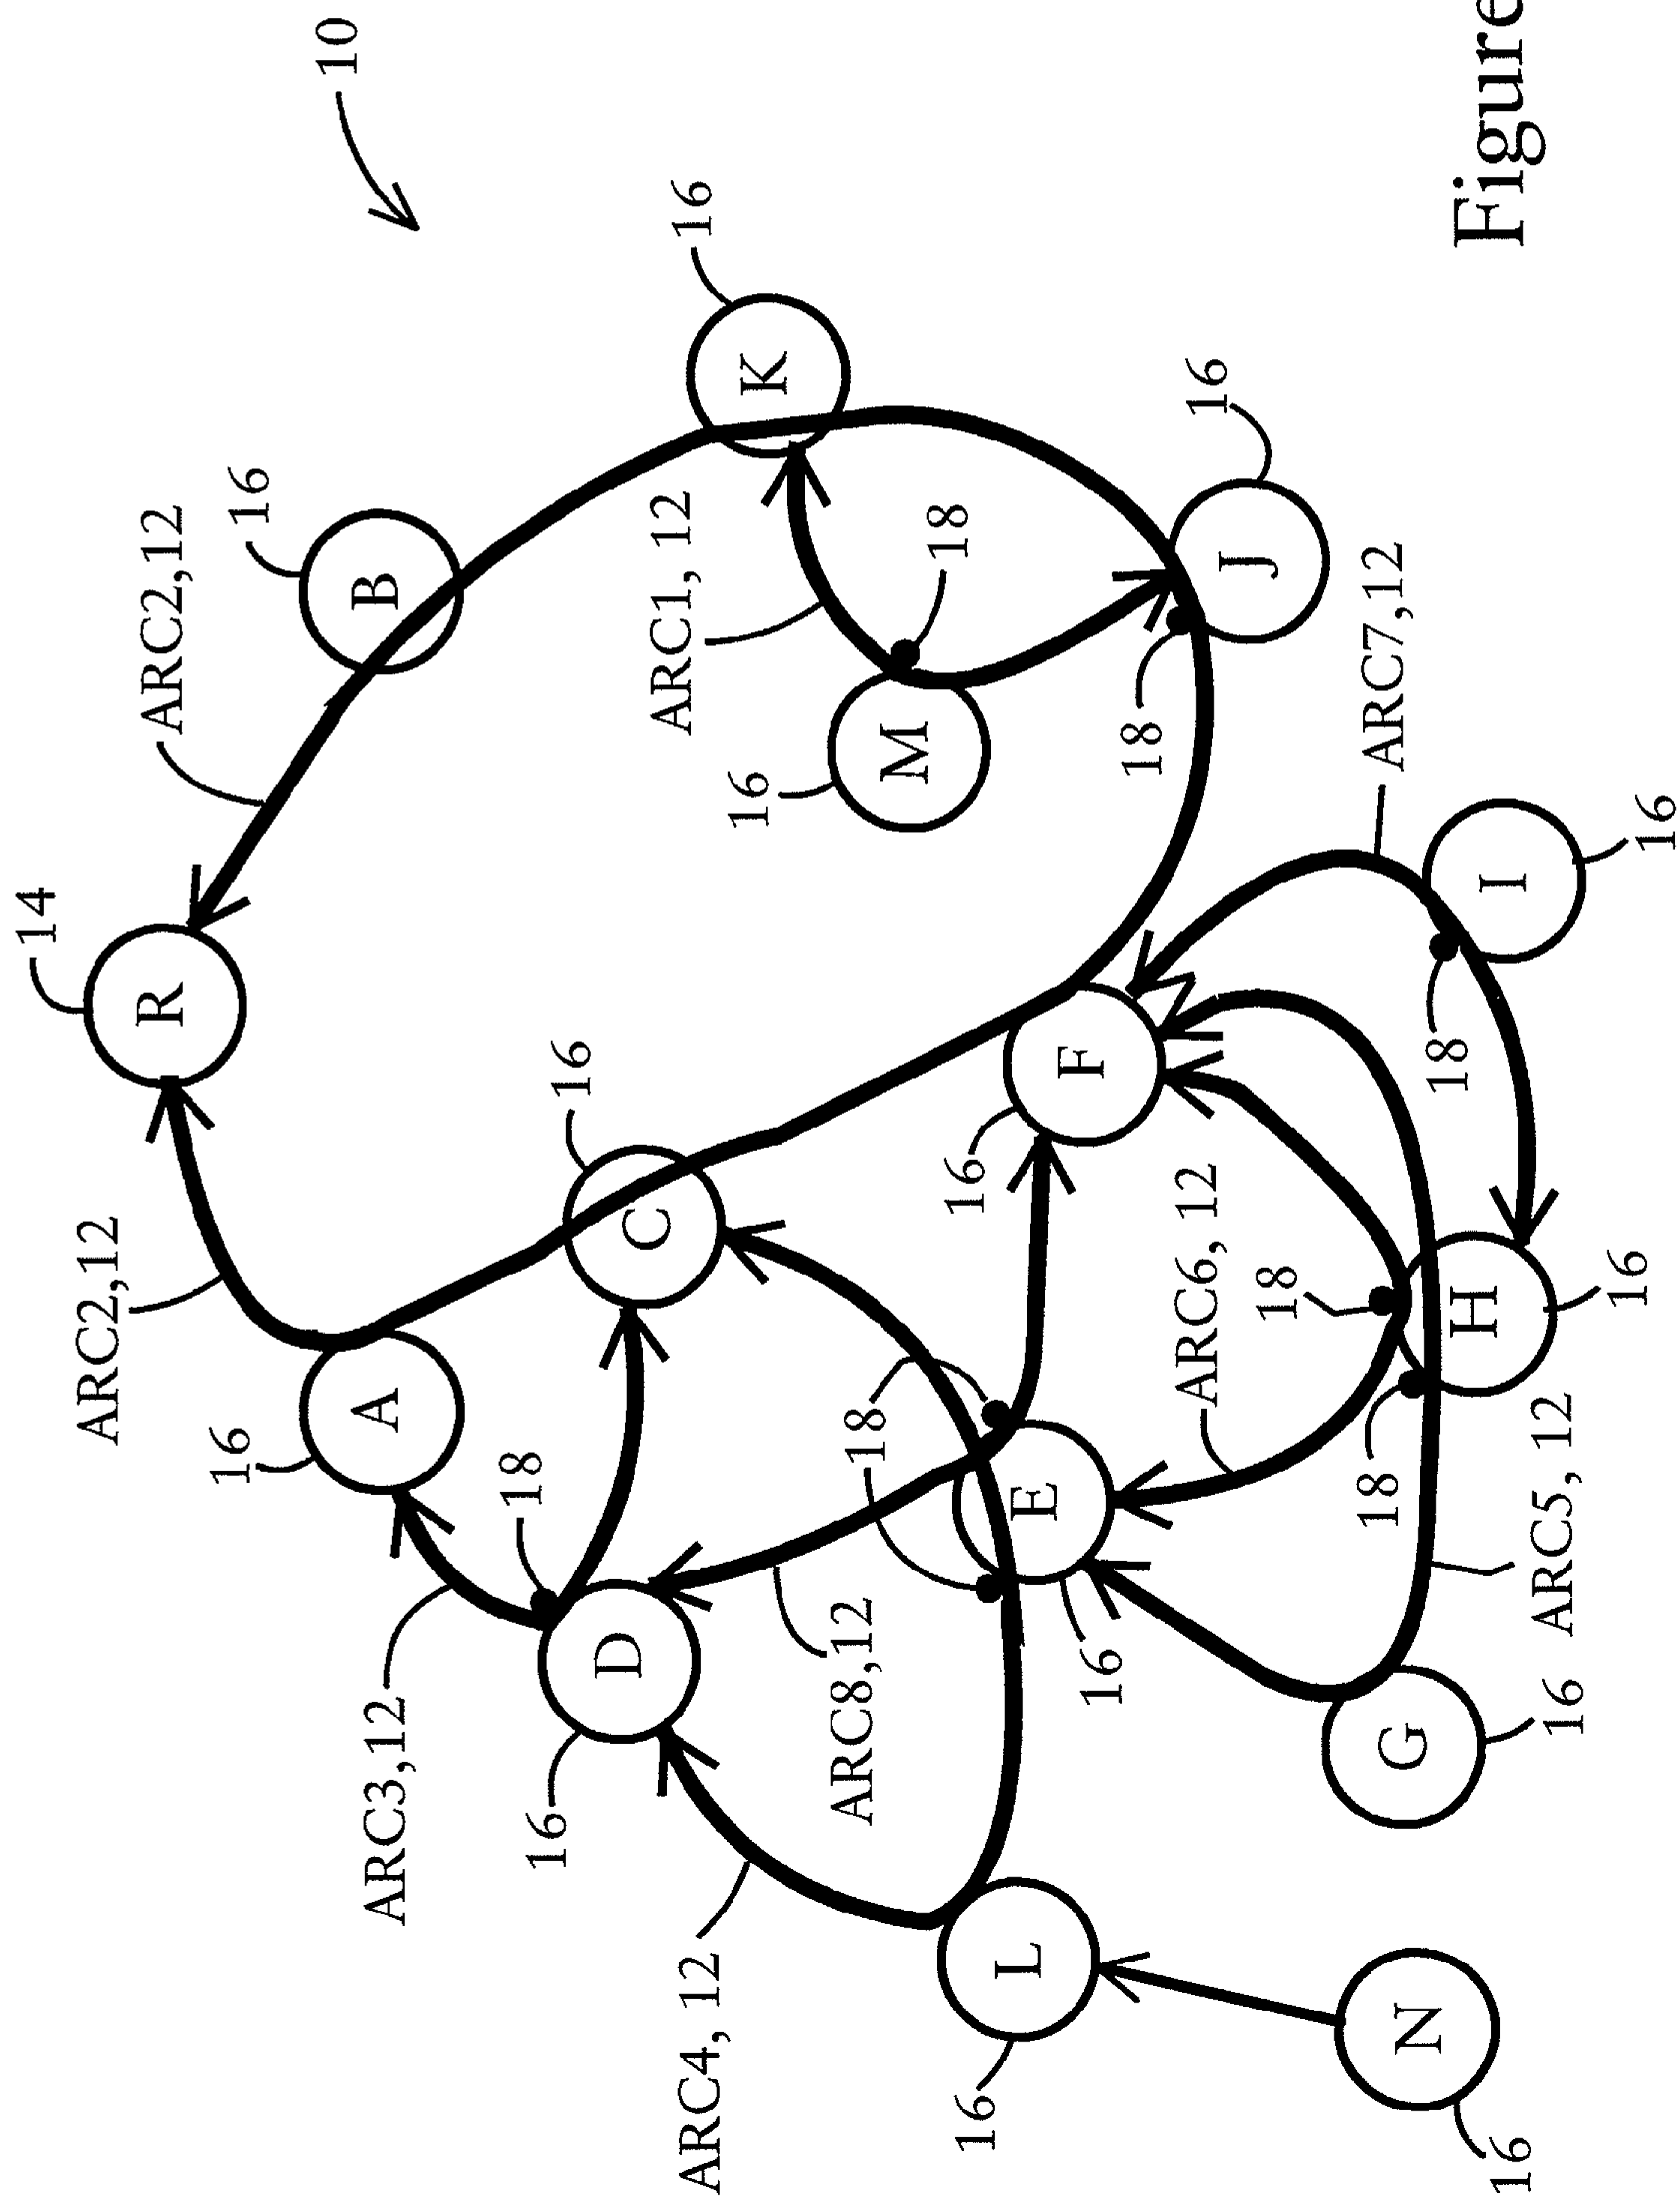 14
ARC2,12
ARC2,12
R
16
16
10
A
B
ARC3,12
16
18
16
D
C
ARC1, 12
16
ARC4, 12
16
K
ARC8,12
18
M
18
16
16
L
E
F
16
18
ARC6, 12
16
J
18
18
ARC7,12
G
N
18
H
I
Figure
16
16
ARC5, 12
16
16